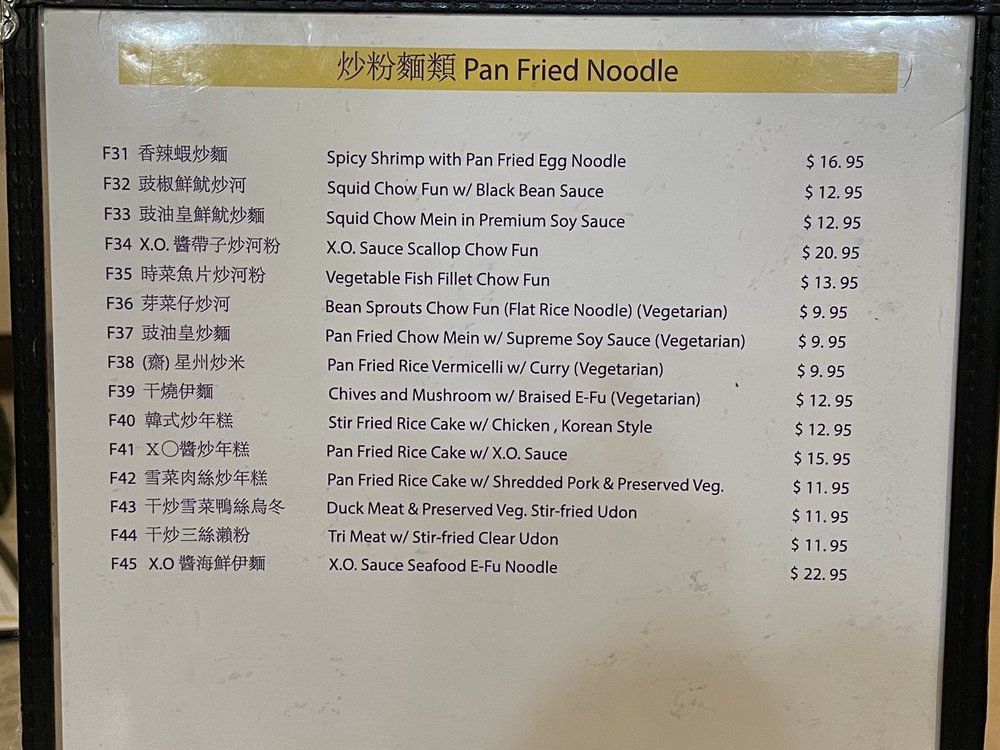 炒粉麵類 Pan Fried Noodle
F31 香辣蝦炒麵 Spicy Shrimp with Pan Fried Egg Noodle $ 16. 95
F32 豉椒鮮魷炒河 Squid Chow Fun w/ Black Bean Sauce $ 12. 95
F33 豉油皇鮮魷炒麵 Squid Chow Mein in Premium Soy Sauce $ 12. 95
F34 X.O. 醬帶子炒河粉 X.O. Sauce Scallop Chow Fun $ 20. 95
F35 時菜魚片炒河粉 Vegetable Fish Fillet Chow Fun $ 13. 95
F36 芽菜仔炒河 Bean Sprouts Chow Fun (Flat Rice Noodle) (Vegetarian) $ 9. 95
F37 豉油皇炒麵 Pan Fried Chow Mein w/ Supreme Soy Sauce (Vegetarian) $ 9. 95
F38 (齋) 星州炒米 Pan Fried Rice Vermicelli w/ Curry (Vegetarian) $ 9. 95
F39 干燒伊麵 Chives and Mushroom w/ Braised E-Fu (Vegetarian) $ 12. 95
F40 韓式炒年糕 Stir Fried Rice Cake w/ Chicken , Korean Style $ 12. 95
F41 X〇醬炒年糕 Pan Fried Rice Cake w/ X.O. Sauce $ 15. 95
F42 雪菜肉絲炒年糕 Pan Fried Rice Cake w/ Shredded Pork & Preserved Veg. $ 11. 95
F43 干炒雪菜鴨絲烏冬 Duck Meat & Preserved Veg. Stir-fried Udon $ 11. 95
F44 干炒三絲瀨粉 Tri Meat w/ Stir-fried Clear Udon $ 11. 95
F45 X.O 醬海鮮伊麵 X.O. Sauce Seafood E-Fu Noodle $ 22. 95